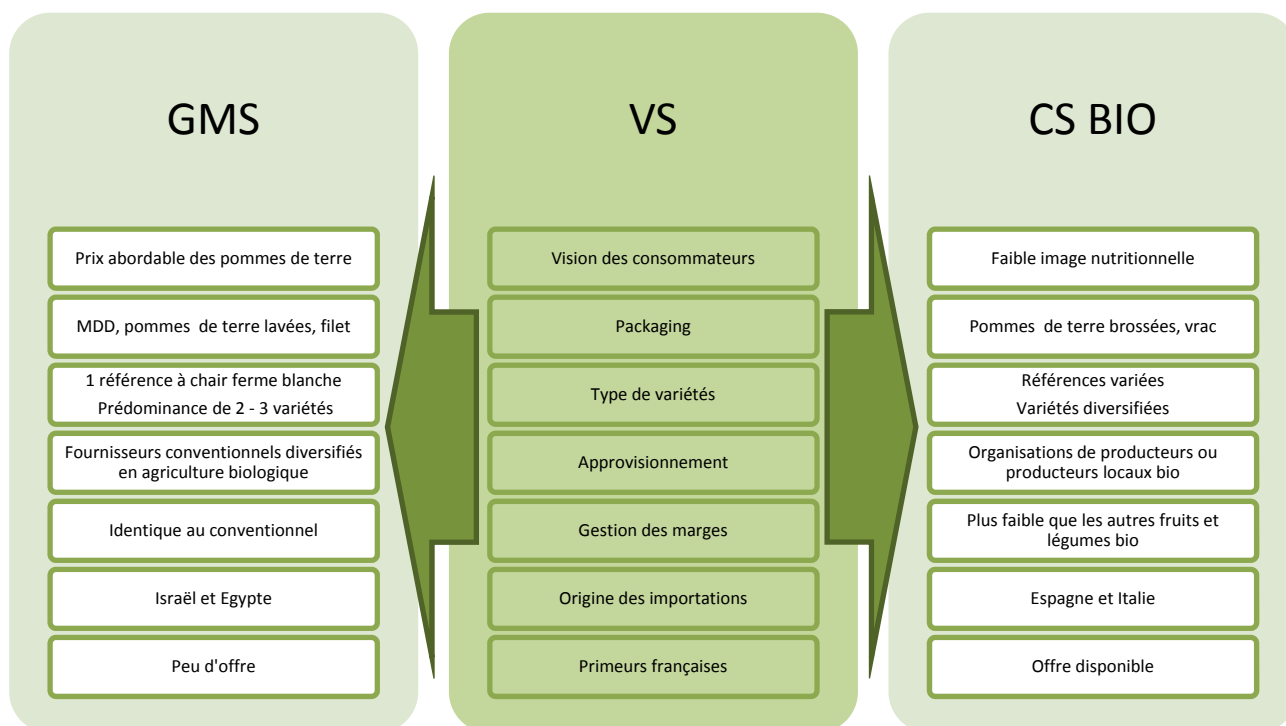 GMS
Prix abordable des pommes de terre
MDD, pommes de terre lavées, filet
1 référence à chair ferme blanche
Prédominance de 2 - 3 variétés
Fournisseurs conventionnels diversifiés
en agriculture biologique
Identique au conventionnel
Israël et Egypte
Peu d'offre
VS
Vision des consommateurs
Packaging
Type de variétés
Approvisionnement
Gestion des marges
Origine des importations
Primeurs françaises
CS BIO
Faible image nutritionnelle
Pommes de terre brossées, vrac
Références variées
Variétés diversifiées
Organisations de producteurs ou
producteurs locaux bio
Plus faible que les autres fruits et
légumes bio
Espagne et Italie
Offre disponible